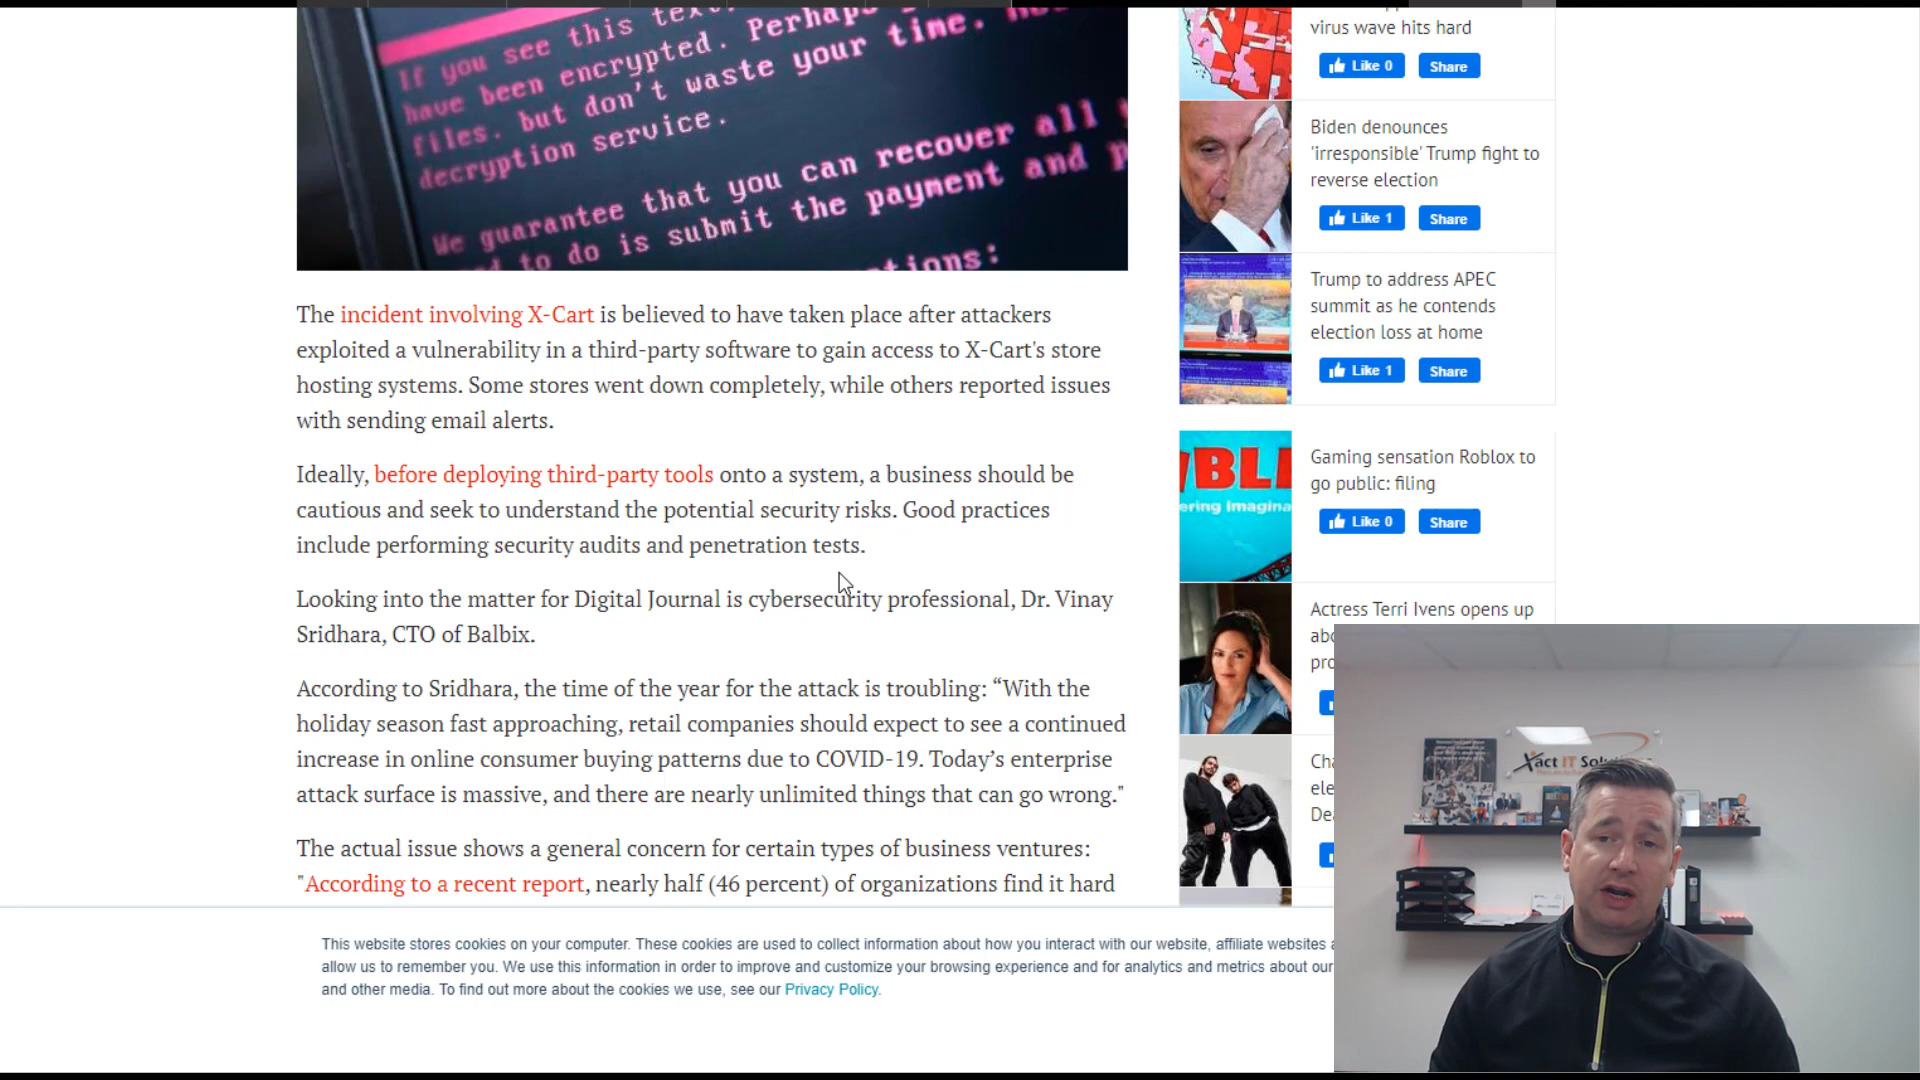 If you see this text,
have been encrypted. Perhaps
files. but don't waste your time.
decryption service.
We guarantee that you can recover all
to do is submit the payment and
The incident involving X-Cart is believed to have taken place after attackers
exploited a vulnerability in a third-party software to gain access to X-Cart's store
hosting systems. Some stores went down completely, while others reported issues
with sending email alerts.
Ideally, before deploying third-party tools onto a system, a business should be
cautious and seek to understand the potential security risks. Good practices
include performing security audits and penetration tests.
Looking into the matter for Digital Journal is cybersecurity professional, Dr. Vinay
Sridhara, CTO of Balbix.
According to Sridhara, the time of the year for the attack is troubling: “With the
holiday season fast approaching, retail companies should expect to see a continued
increase in online consumer buying patterns due to COVID-19. Today’s enterprise
attack surface is massive, and there are nearly unlimited things that can go wrong."
The actual issue shows a general concern for certain types of business ventures:
"According to a recent report, nearly half (46 percent) of organizations find it hard
virus wave hits hard
Like 0 Share
Biden denounces
'irresponsible' Trump fight to
reverse election
Like 1 Share
Trump to address APEC
summit as he contends
election loss at home
Like 1 Share
BL
ering Imagina
Gaming sensation Roblox to
go public: filing
Like 0 Share
Actress Terri Ivens opens up
abo
pro
Cha
ele
Dea
This website stores cookies on your computer. These cookies are used to collect information about how you interact with our website, affiliate websites a
allow us to remember you. We use this information in order to improve and customize your browsing experience and for analytics and metrics about our
and other media. To find out more about the cookies we use, see our Privacy Policy.
Xact IT Solu